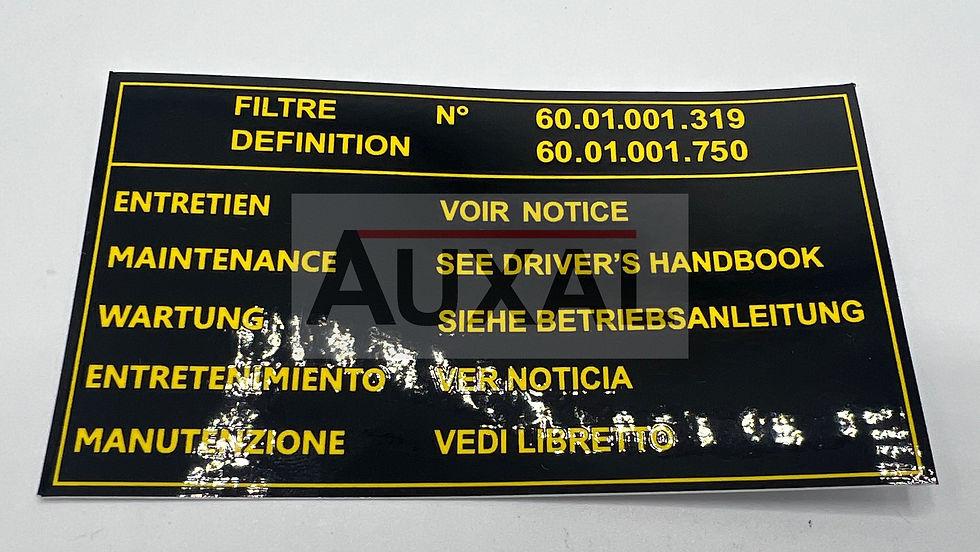 FILTRE N° 60.01.001.319
DEFINITION 60.01.001.750
ENTRETIEN VOIR NOTICE
MAINTENANCE SEE DRIVER'S HANDBOOK
WARTUNG SIEHE BETRIEBSANLEITUNG
ENTRETENIMIENTO VER NOTICIA
MANUTENZIONE VEDI LIBRETTO
AUXAL